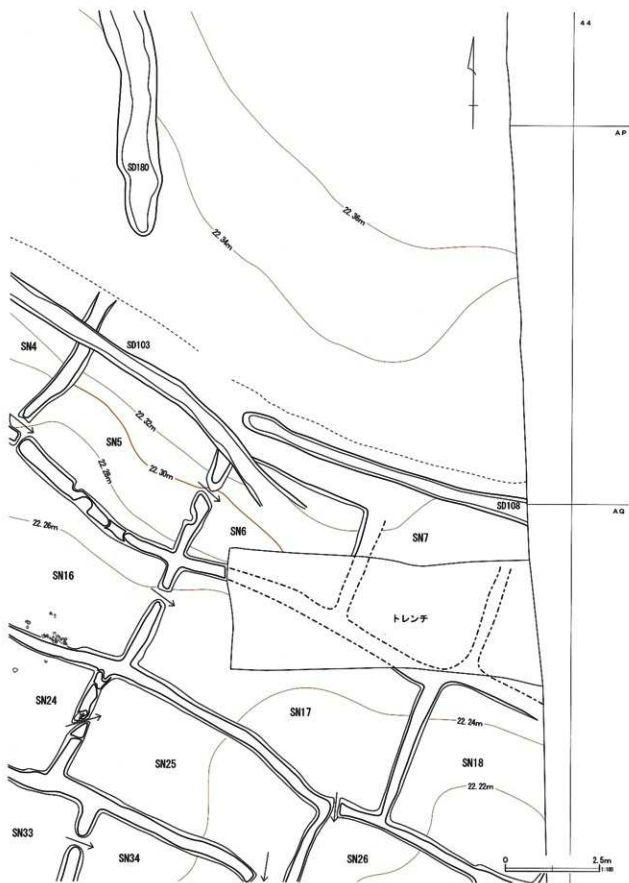 44
AP
SD180
22.36m
22.34m
SN4
SD103
22.32m
SN5
22.30m
22.28m
SD108
AQ
SN6
SN7
22.26m
SN16
トレンチ
SN24
SN17
22.24m
SN25
SN18
22.22m
SN33
SN34
SN26
0 2.5m
1:100